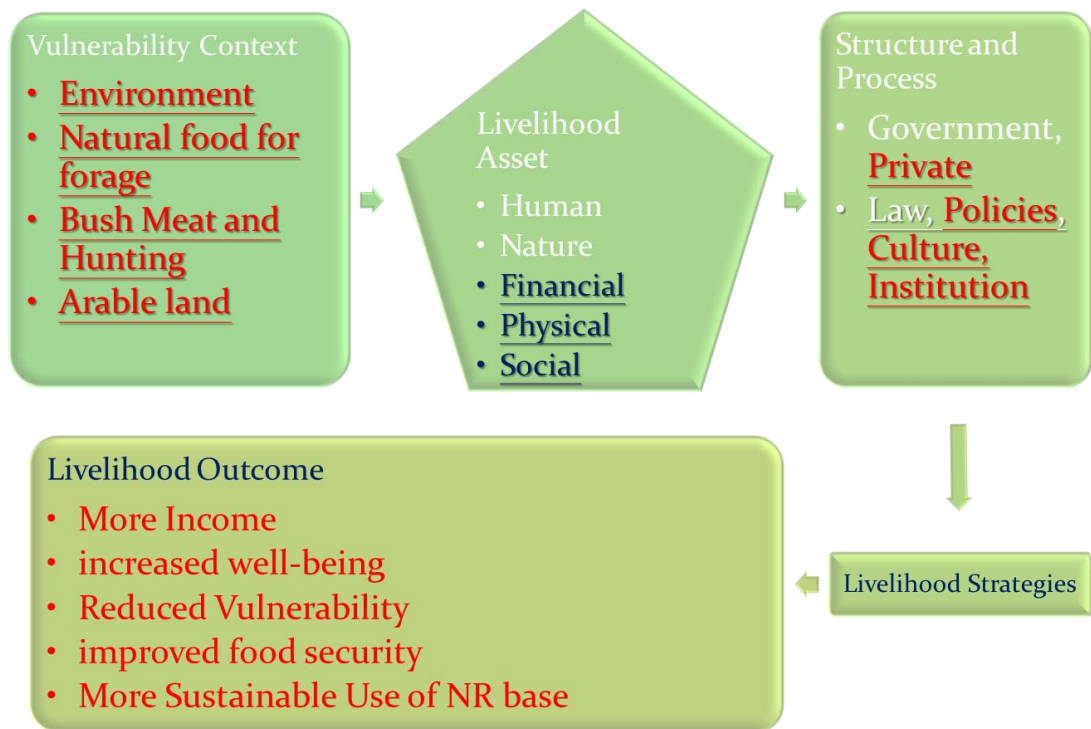 Vulnerability Context
• Environment
• Natural food for
forage
• Bush Meat and
Hunting
• Arable land
Livelihood
Asset
• Human
• Nature
• Financial
• Physical
• Social
Structure and
Process
• Government,
Private
• Law, Policies,
Culture,
Institution
Livelihood Strategies
Livelihood Outcome
• More Income
• increased well-being
• Reduced Vulnerability
• improved food security
• More Sustainable Use of NR base